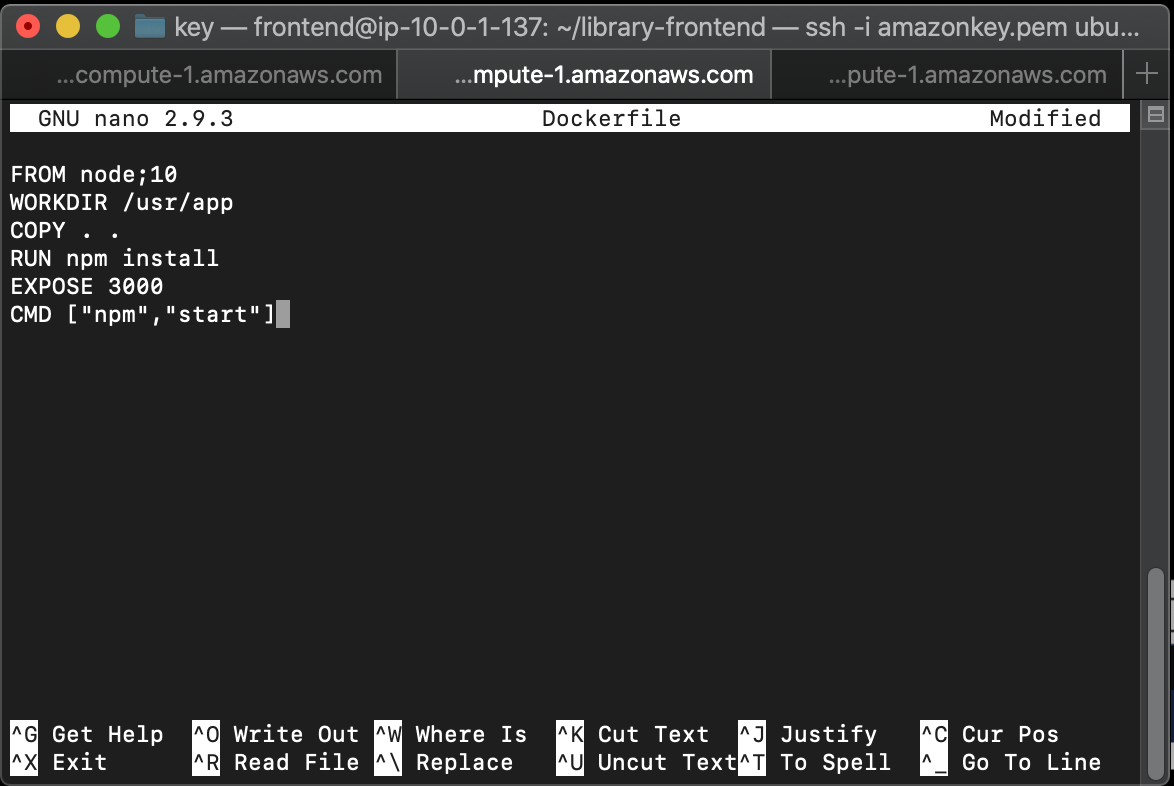 key — frontend@ip-10-0-1-137: ~/library-frontend — ssh -i amazonkey.pem ubu...
...compute-1.amazonaws.com ...mpute-1.amazonaws.com ...pute-1.amazonaws.com +
GNU nano 2.9.3 Dockerfile Modified
FROM node;10
WORKDIR /usr/app
COPY . .
RUN npm install
EXPOSE 3000
CMD ["npm","start"]
^G Get Help ^O Write Out ^W Where Is ^K Cut Text ^J Justify ^C Cur Pos
^X Exit ^R Read File ^\ Replace ^U Uncut Text ^T To Spell ^_ Go To Line